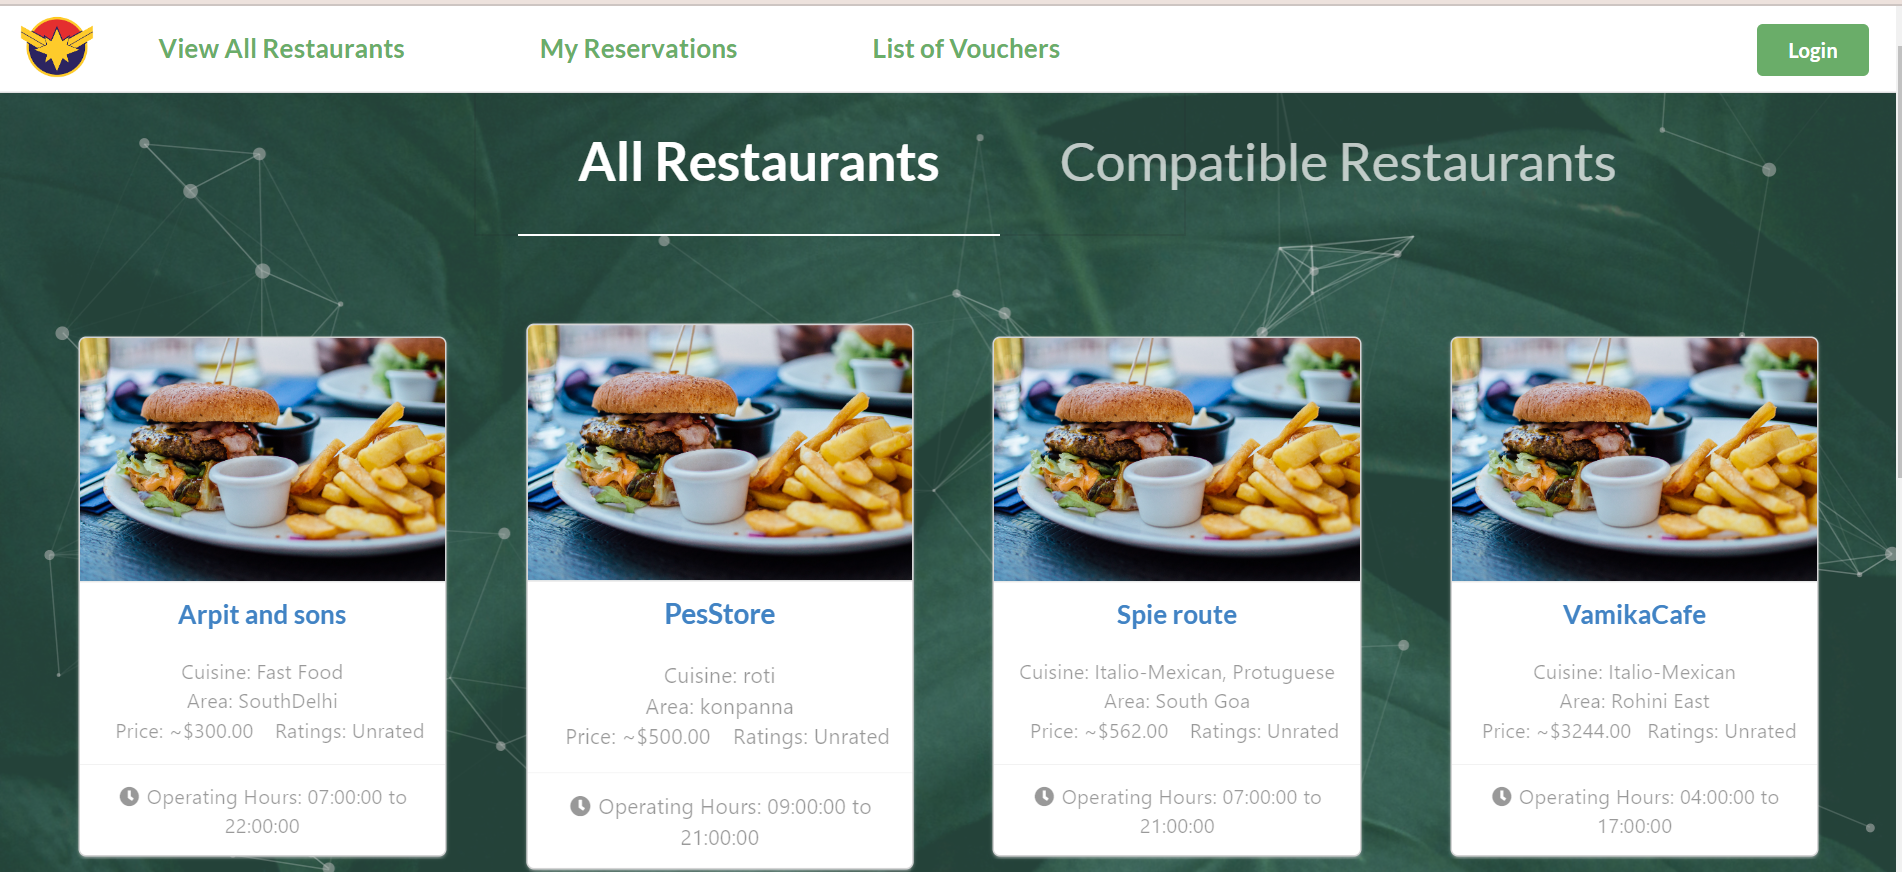 View All Restaurants
My Reservations
List of Vouchers
Login
All Restaurants
Compatible Restaurants
Arpit and sons
Cuisine: Fast Food
Area: SouthDelhi
Price: ~$300.00 Ratings: Unrated
Operating Hours: 07:00:00 to
22:00:00
PesStore
Cuisine: roti
Area: konpanna
Price: ~$500.00 Ratings: Unrated
Operating Hours: 09:00:00 to
21:00:00
Spie route
Cuisine: Italio-Mexican, Protuguese
Area: South Goa
Price: ~$562.00 Ratings: Unrated
Operating Hours: 07:00:00 to
21:00:00
VamikaCafe
Cuisine: Italio-Mexican
Area: Rohini East
Price: ~$3244.00 Ratings: Unrated
Operating Hours: 04:00:00 to
17:00:00